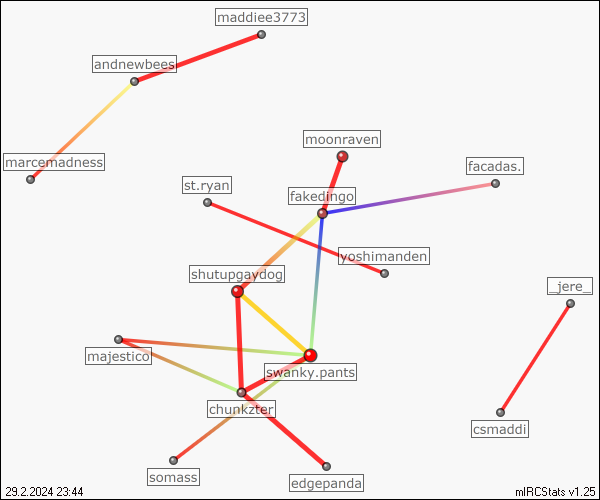 maddiee3773
andnewbees
moonraven
marcemadness
facadas.
st.ryan
fakedingo
yoshimanden
shutupgaydog
_jere_
majestico
swanky.pants
chunkzter
csmaddi
somass
edgepanda
29.2.2024 23:44
mIRCStats v1.25